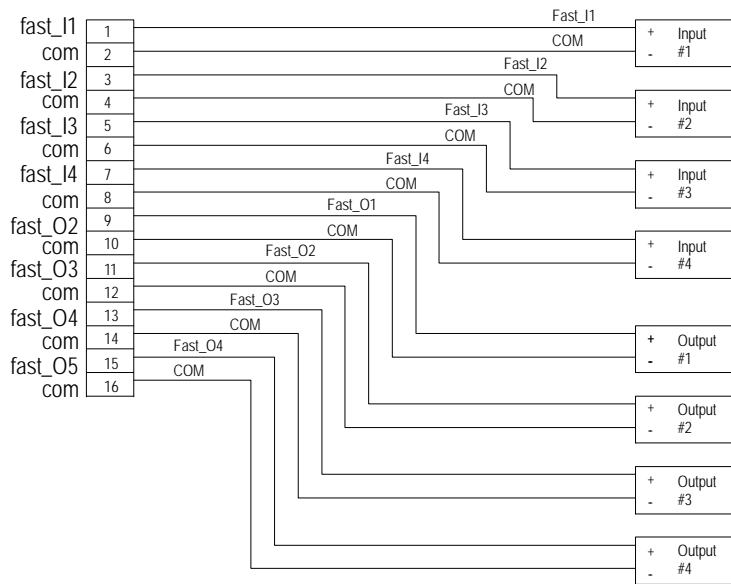 fast_I1 1 Fast_I1 + Input
com 2 COM - #1
fast_I2 3 Fast_I2
com 4 COM + Input
fast_I3 5 Fast_I3 - #2
com 6 COM
fast_I4 7 Fast_I4 + Input
com 8 COM - #3
fast_O2 9 Fast_O1
com 10 COM + Input
fast_O3 11 Fast_O2 - #4
com 12 COM
fast_O4 13 Fast_O3
com 14 COM + Output
fast_O5 15 Fast_O4 - #1
com 16 COM
+ Output
- #2
+ Output
- #3
+ Output
- #4